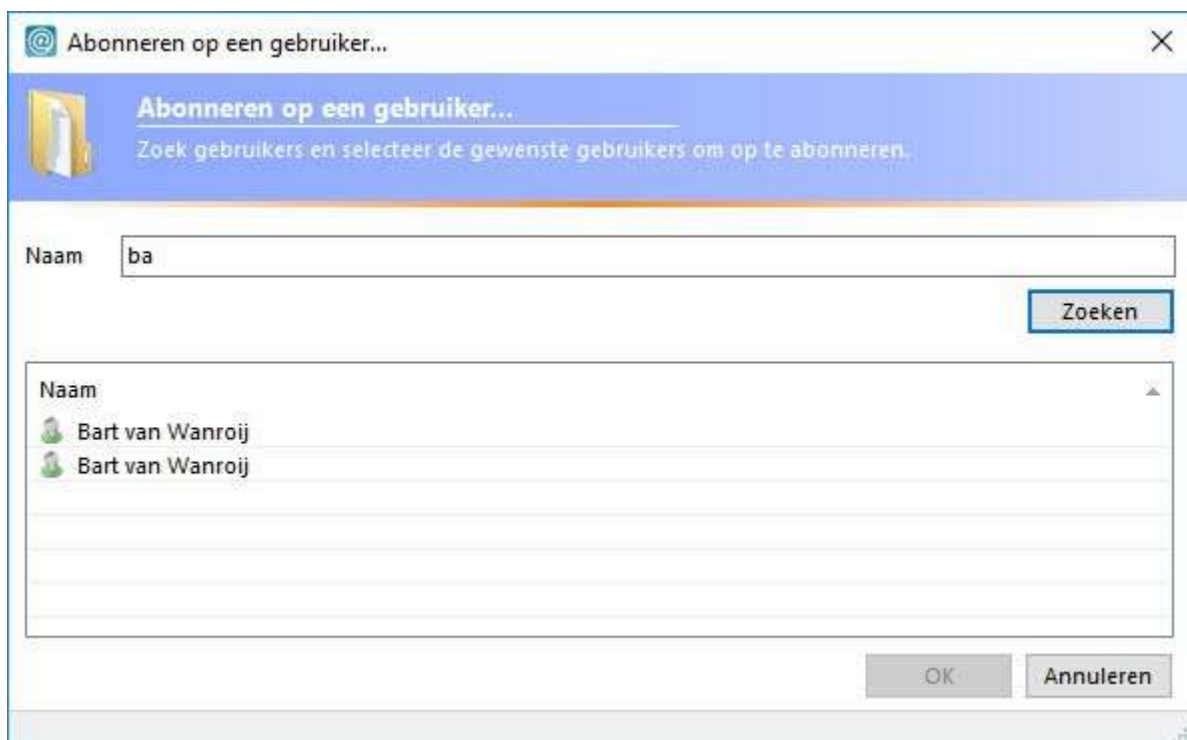 Abonneren op een gebruiker...
Abonneren op een gebruiker...
Zoek gebruikers en selecteer de gewenste gebruikers om op te abonneren.
Naam ba
Zoeken
Naam
Bart van Wanroij
Bart van Wanroij
OK Annuleren